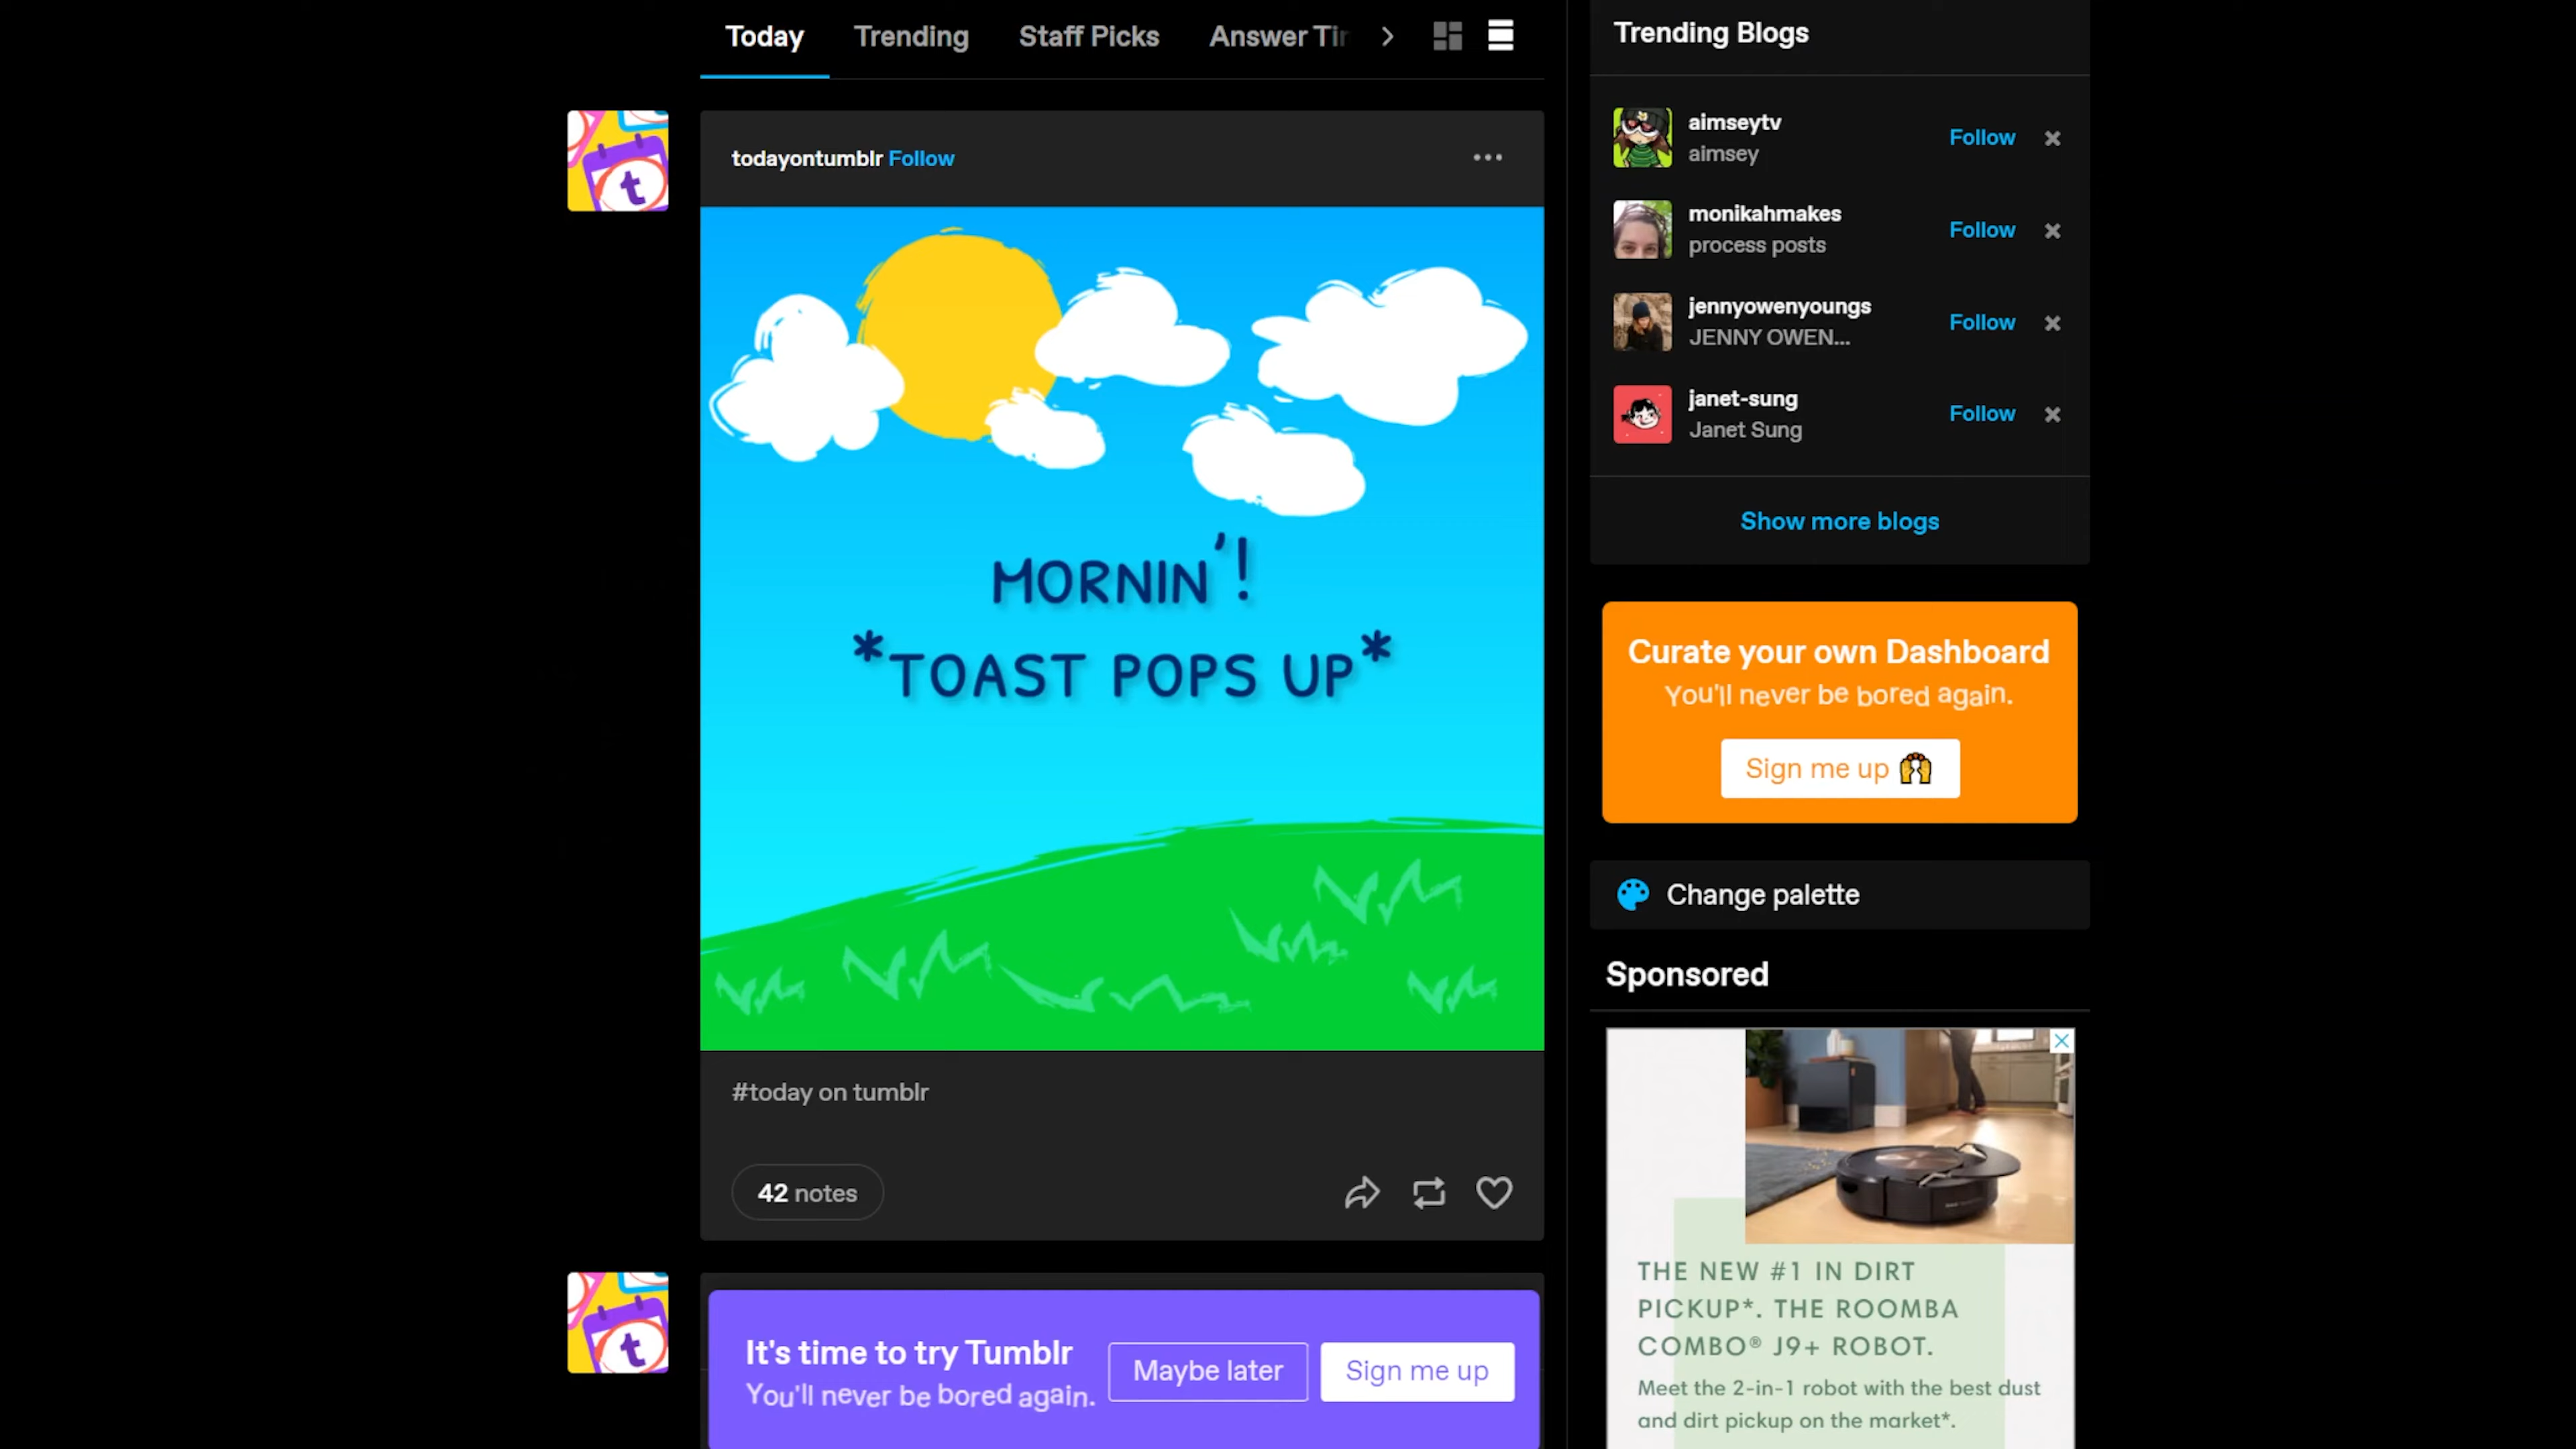 Today Trending Staff Picks Answer Tir
todayontumblr Follow
MORNIN'!
*TOAST POPS UP*
#today on tumblr
42 notes
It's time to try Tumblr
You'll never be bored again.
Maybe later
Sign me up
Trending Blogs
aimseytv
aimsey
Follow
monikahmakes
process posts
Follow
jennyowenyoungs
JENNY OWEN...
Follow
janet-sung
Janet Sung
Follow
Show more blogs
Curate your own Dashboard
You'll never be bored again.
Sign me up
Change palette
Sponsored
THE NEW #1 IN DIRT
PICKUP*. THE ROOMBA
COMBO® J9+ ROBOT.
Meet the 2-in-1 robot with the best dust
and dirt pickup on the market*.